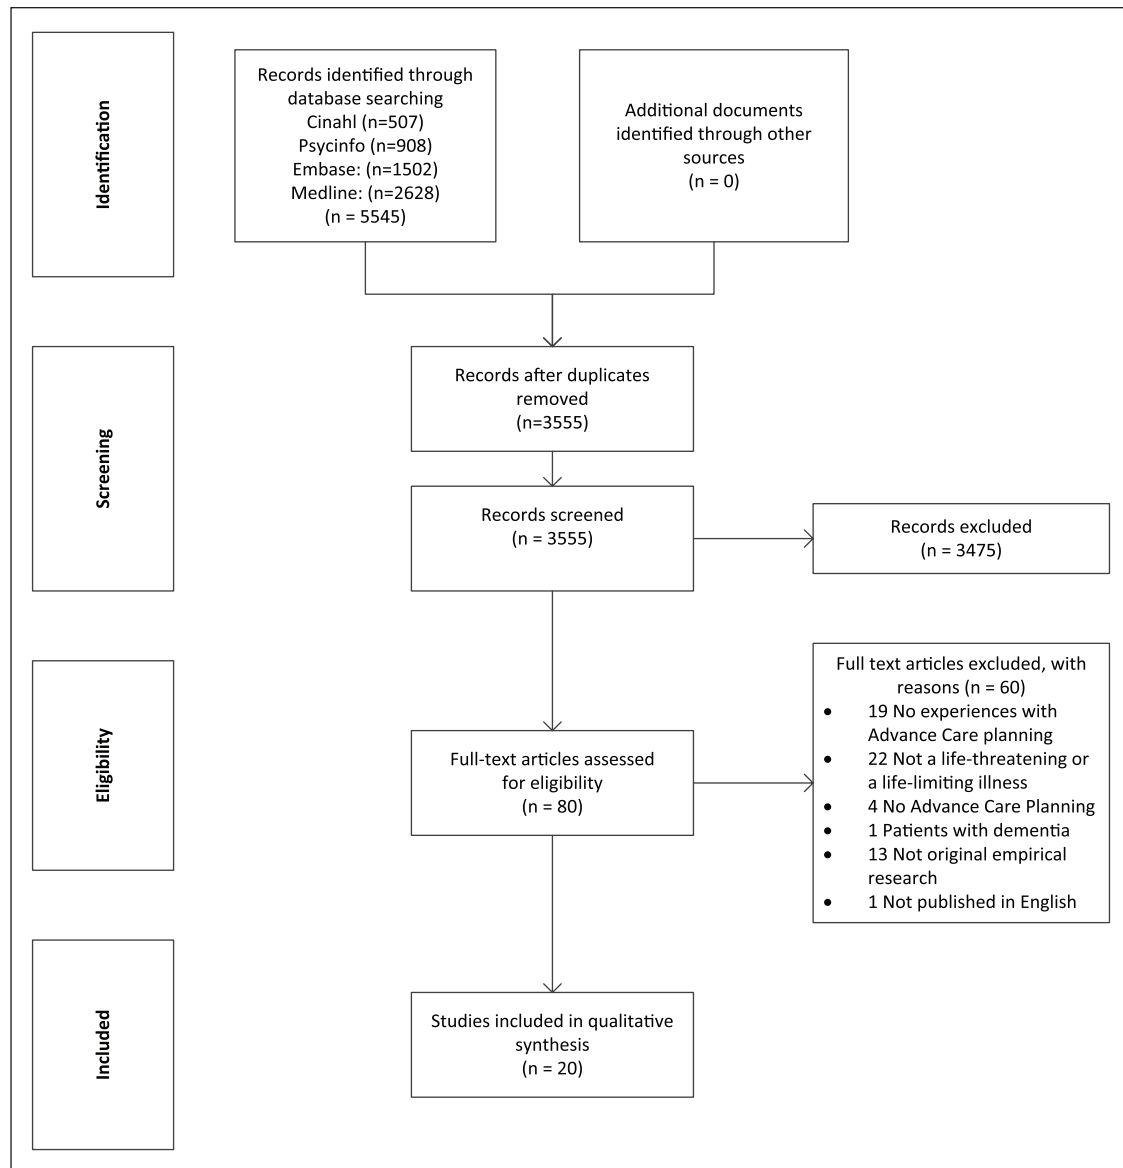 Identification
Records identified through
database searching
Cinahl (n=507)
Psycinfo (n=908)
Embase: (n=1502)
Medline: (n=2628)
(n = 5545)
Additional documents
identified through other
sources
(n = 0)
Screening
Records after duplicates
removed
(n=3555)
Records screened
(n = 3555)
Records excluded
(n = 3475)
Eligibility
Full-text articles assessed
for eligibility
(n = 80)
Full text articles excluded, with
reasons (n = 60)
• 19 No experiences with
Advance Care planning
• 22 Not a life-threatening or
a life-limiting illness
• 4 No Advance Care Planning
• 1 Patients with dementia
• 13 Not original empirical
research
• 1 Not published in English
Included
Studies included in qualitative
synthesis
(n = 20)